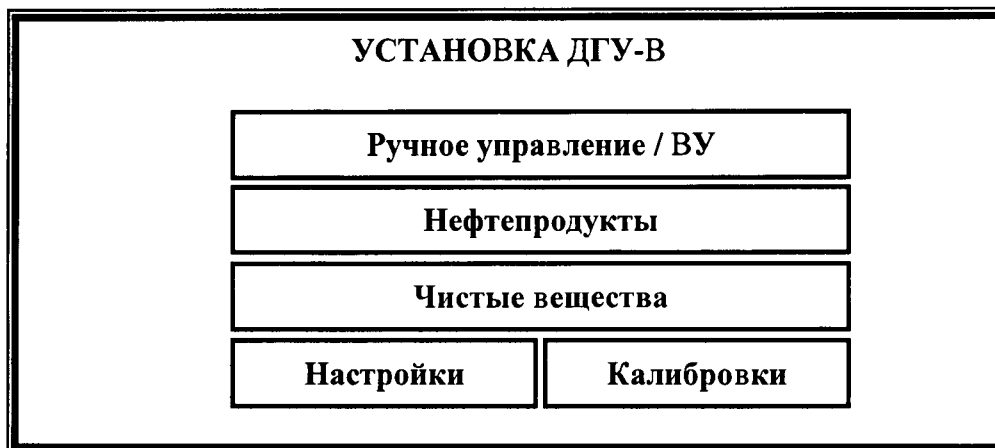 УСТАНОВКА ДГУ-В
Ручное управление / ВУ
Нефтепродукты
Чистые вещества
Настройки Калибровки